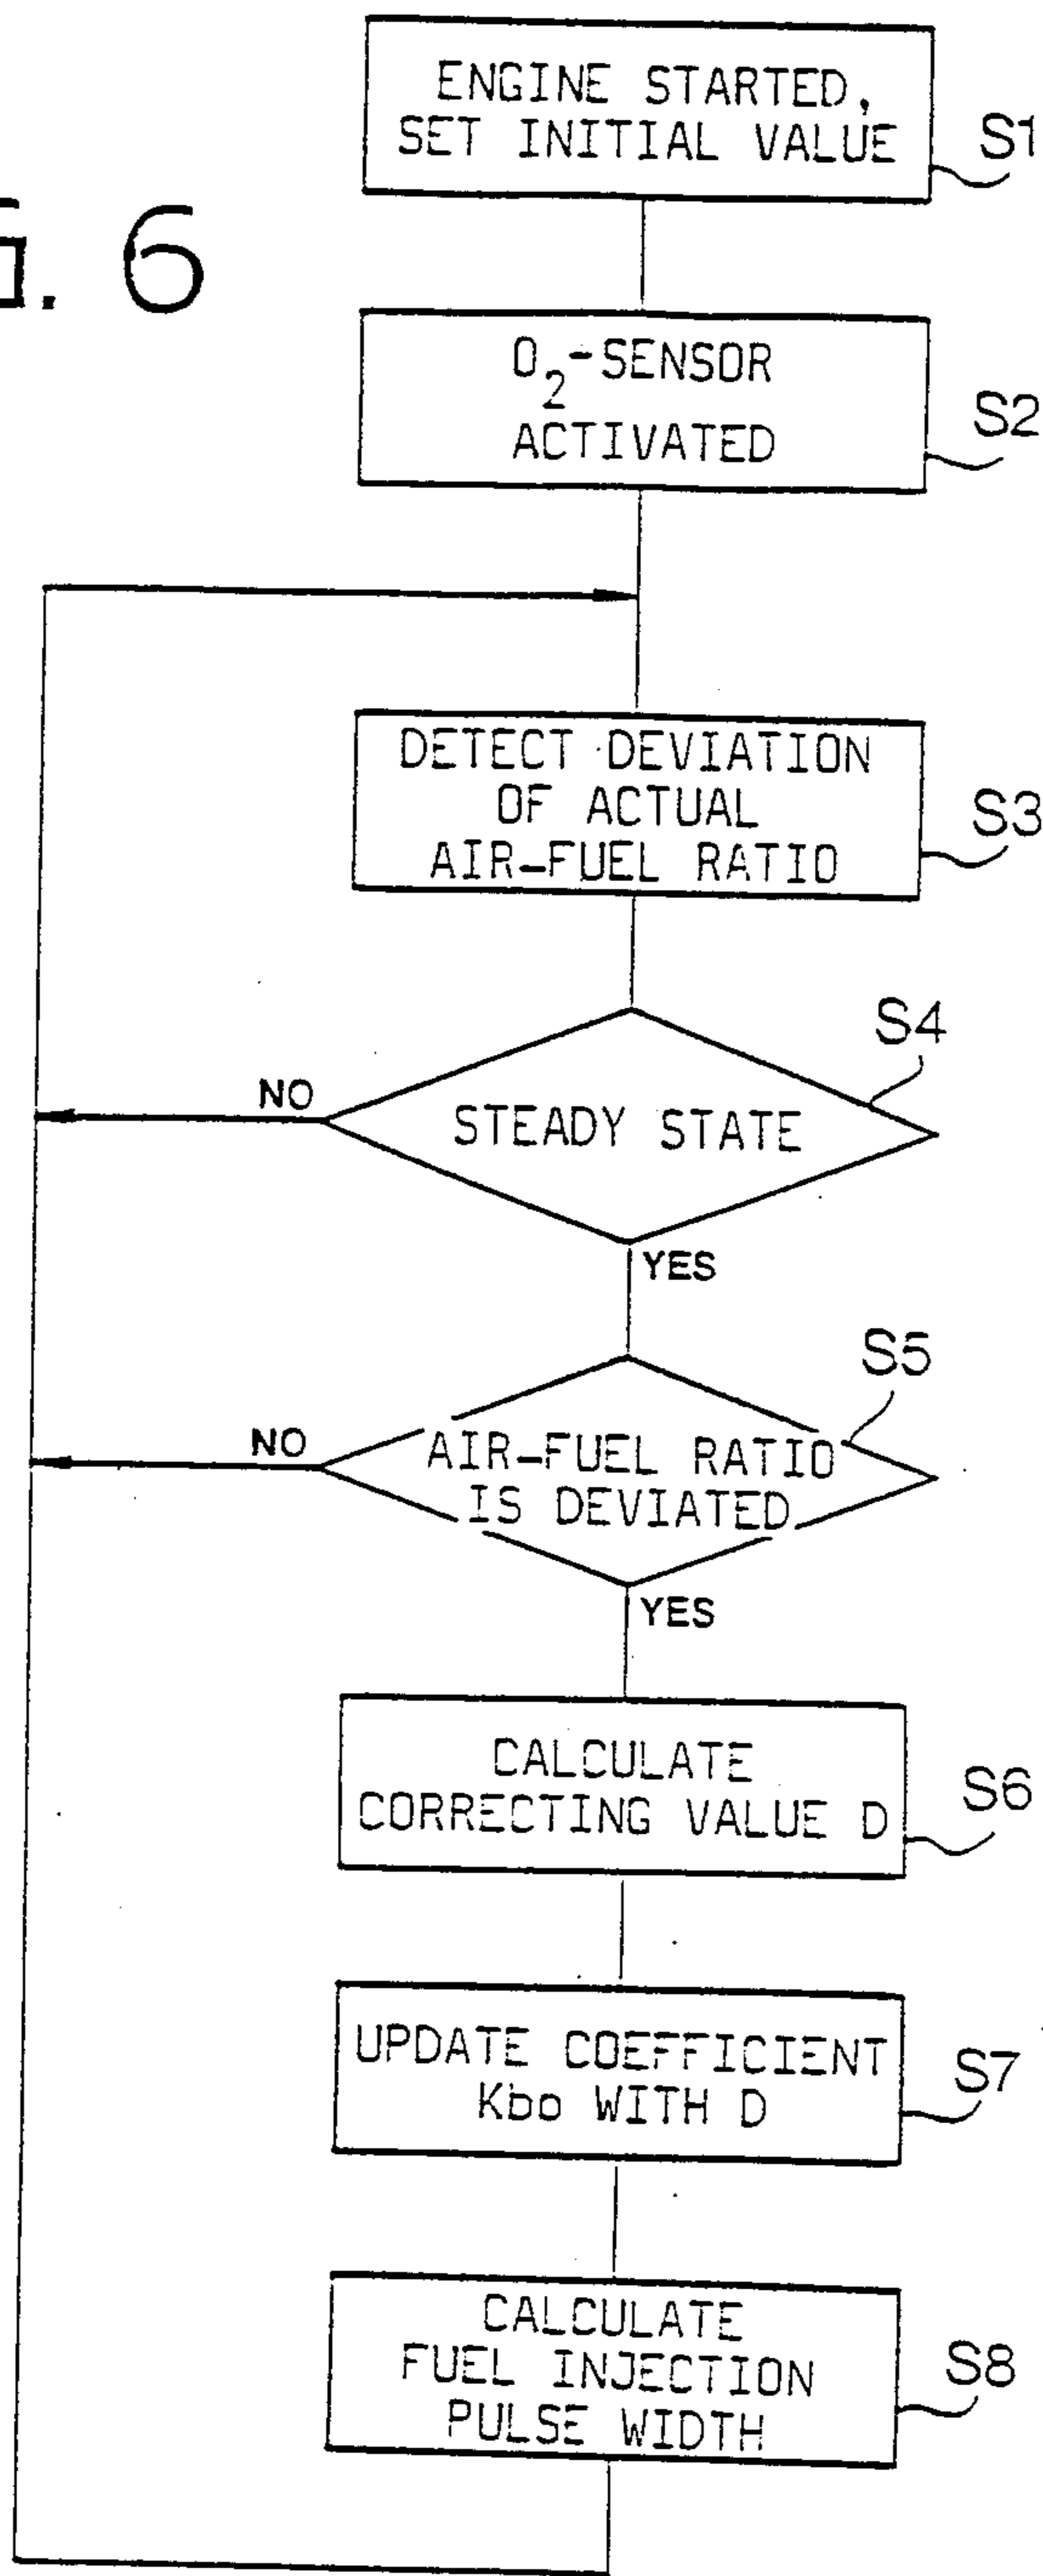 G. 6
ENGINE STARTED,
SET INITIAL VALUE
S1
O₂-SENSOR
ACTIVATED
S2
DETECT DEVIATION
OF ACTUAL
AIR-FUEL RATIO
S3
S4
STEADY STATE
NO
YES
S5
AIR-FUEL RATIO
IS DEVIATED
NO
YES
CALCULATE
CORRECTING VALUE D
S6
UPDATE COEFFICIENT
Kbo WITH D
S7
CALCULATE
FUEL INJECTION
PULSE WIDTH
S8